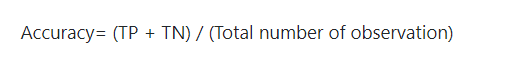 Accuracy= (TP + TN) / (Total number of observation)